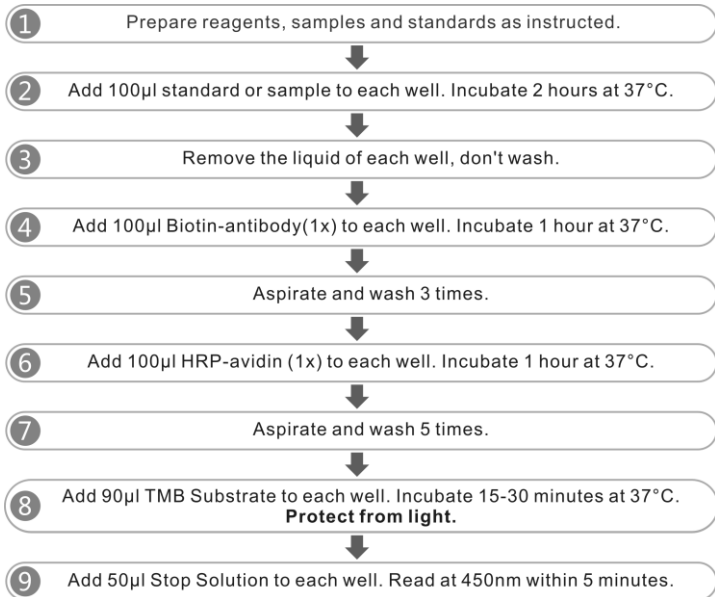 1 Prepare reagents, samples and standards as instructed.
2 Add 100μl standard or sample to each well. Incubate 2 hours at 37°C.
3 Remove the liquid of each well, don't wash.
4 Add 100μl Biotin-antibody(1x) to each well. Incubate 1 hour at 37°C.
5 Aspirate and wash 3 times.
6 Add 100μl HRP-avidin (1x) to each well. Incubate 1 hour at 37°C.
7 Aspirate and wash 5 times.
8 Add 90μl TMB Substrate to each well. Incubate 15-30 minutes at 37°C.
Protect from light.
9 Add 50μl Stop Solution to each well. Read at 450nm within 5 minutes.